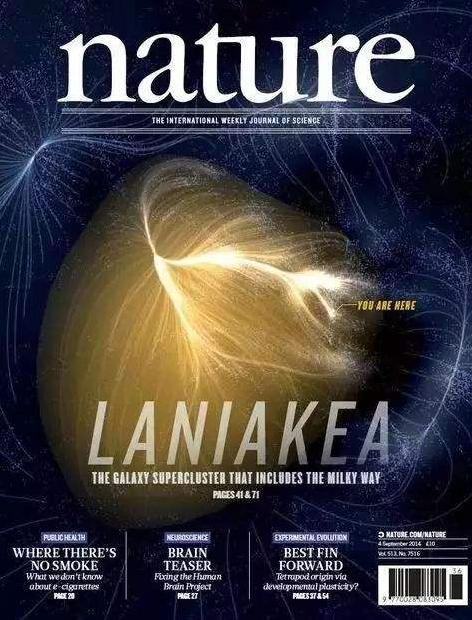 nature
THE INTERNATIONAL WEEKLY JOURNAL OF SCIENCE
YOU ARE HERE
LANIAKEA
THE GALAXY SUPERCLUSTER THAT INCLUDES THE MILKY WAY
PAGES 41 & 71
PUBLIC HEALTH
WHERE THERE'S
NO SMOKE
What we don't know
about e-cigarettes
PAGE 20
NEUROSCIENCE
BRAIN
TEASER
Fixing the Human
Brain Project
PAGE 27
EXPERIMENTAL EVOLUTION
BEST FIN
FORWARD
Tetrapod origin via
developmental plasticity?
PAGES 37 & 54
NATURE.COM/NATURE
4 September 2014 £10
Vol. 513, No. 7516
36